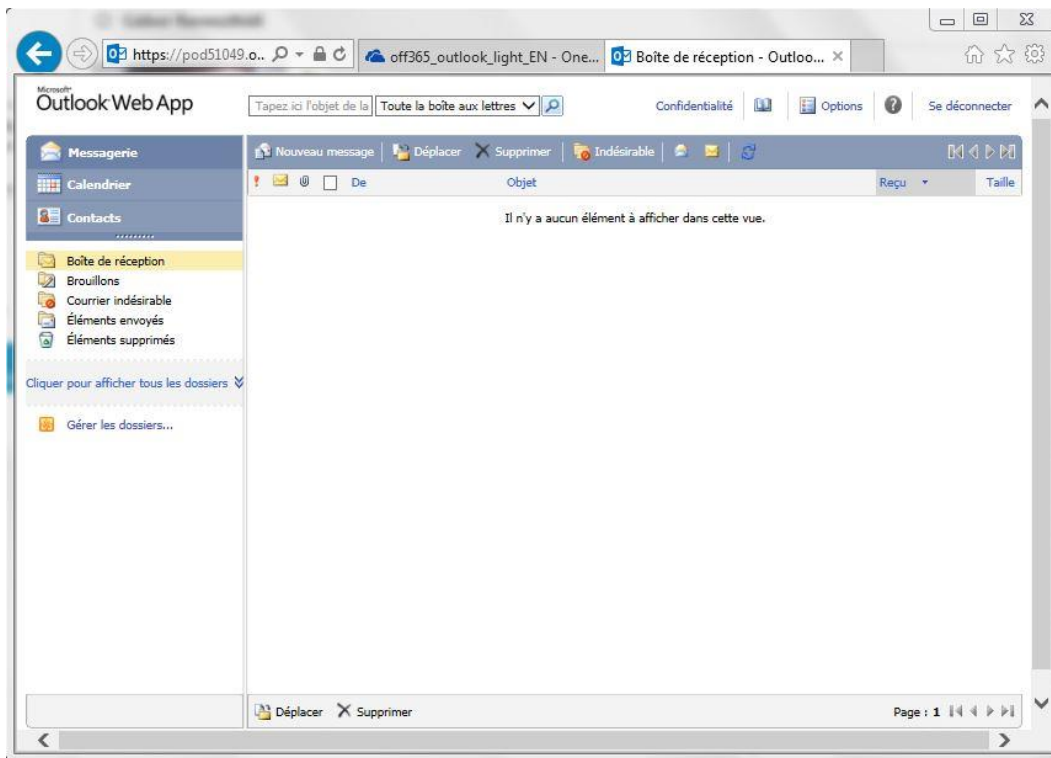 https://pod51049.o...
off365_outlook_light_EN - One...
Boîte de réception - Outloo...
Microsoft
Outlook Web App
Tapez ici l'objet de la
Toute la boîte aux lettres
Confidentialité
Options
Se déconnecter
Messagerie
Calendrier
Contacts
Nouveau message
Déplacer
Supprimer
Indésirable
De
Objet
Reçu
Taille
Il n'y a aucun élément à afficher dans cette vue.
Boîte de réception
Brouillons
Courrier indésirable
Éléments envoyés
Éléments supprimés
Cliquer pour afficher tous les dossiers
Gérer les dossiers...
Déplacer
Supprimer
Page : 1